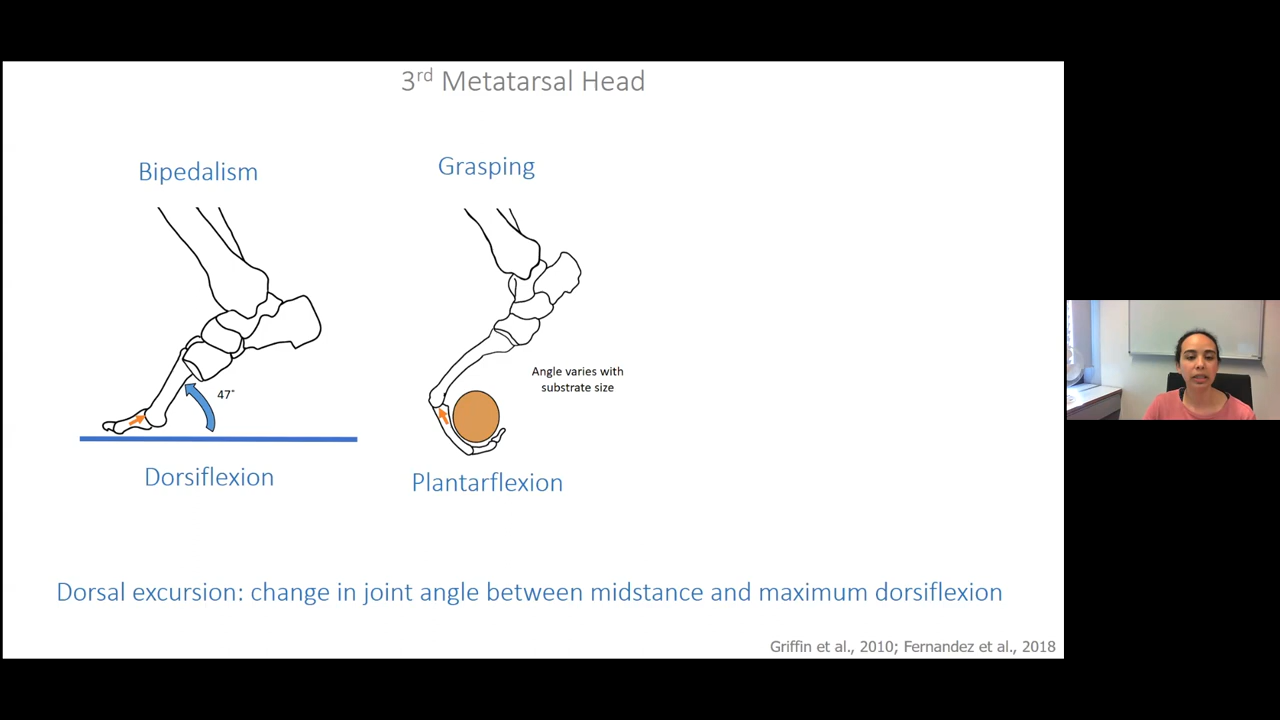 3rd Metatarsal Head
Bipedalism
Grasping
47°
Angle varies with
substrate size
Dorsiflexion
Plantarflexion
Dorsal excursion: change in joint angle between midstance and maximum dorsiflexion
Griffin et al., 2010; Fernandez et al., 2018